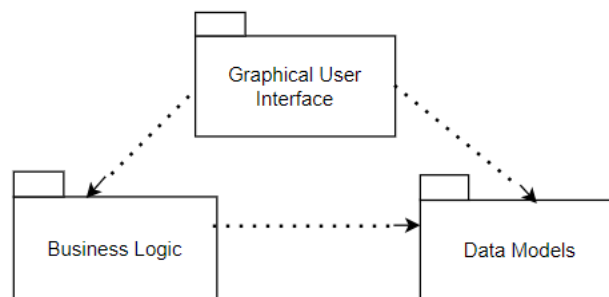 Graphical User
Interface
Business Logic
Data Models